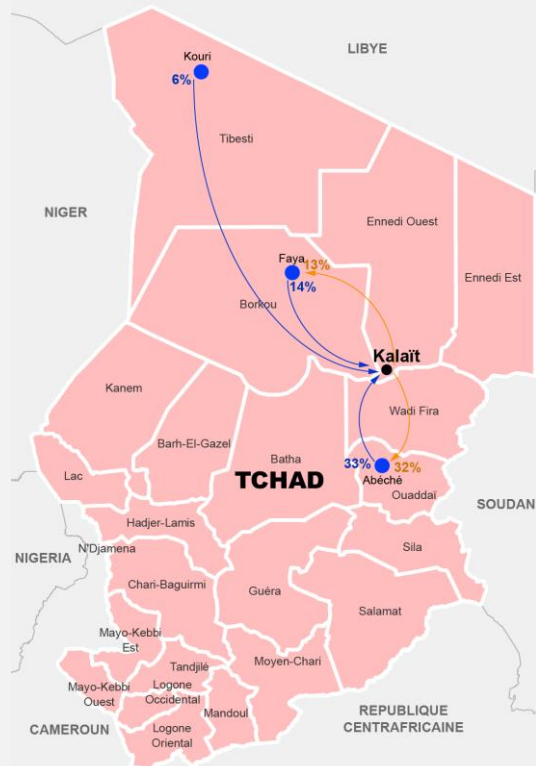 LIBYE
Kouri
6%
Tibesti
NIGER
Ennedi Ouest
Faya
13%
14%
Ennedi Est
Borkou
Kalaït
Kanem
Wadi Fira
Barh-El-Gazel
Batha
33%
32%
TCHAD
Abéché
Lac
Ouaddaï
SOUDAN
Hadjer-Lamis
N'Djamena
NIGERIA
Sila
Chari-Baguirmi
Guéra
Salamat
Mayo-Kebbi
Est
Moyen-Chari
Tandjilé
Mayo-Kebbi
Ouest
Logone
Occidental
Mandoul
REPUBLIQUE
CENTRAFRICAINE
CAMEROUN
Logone
Oriental